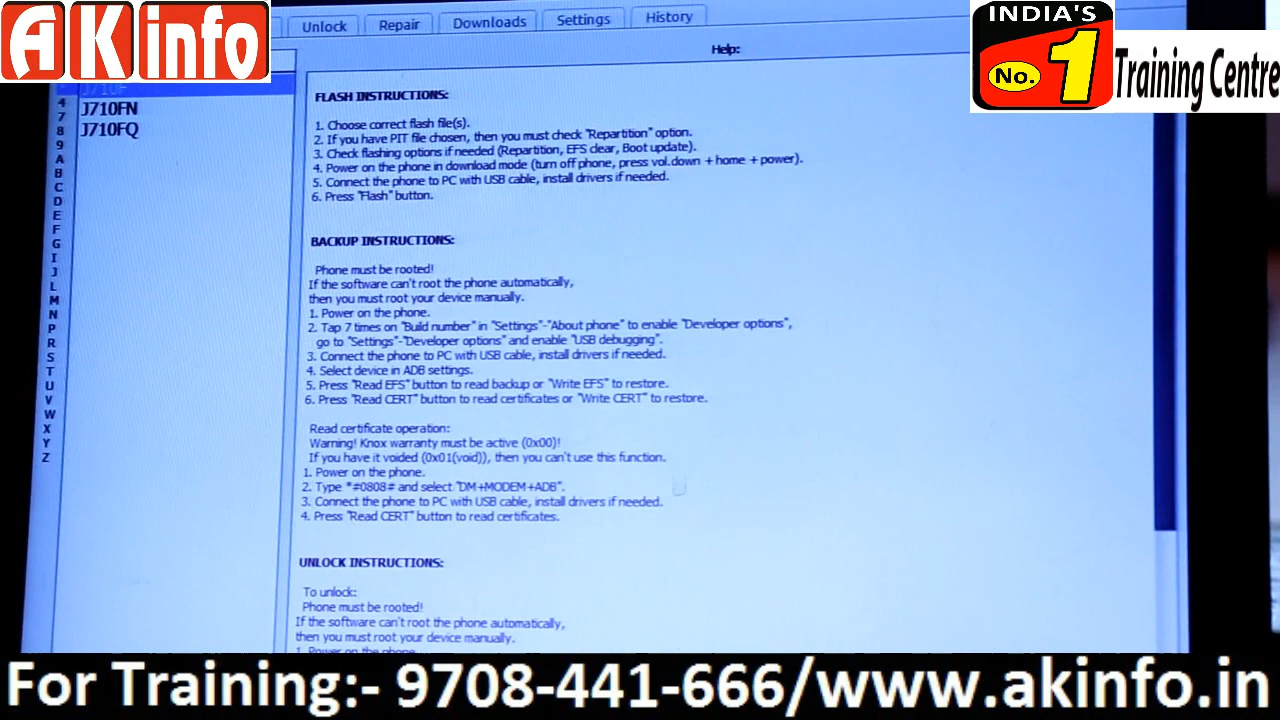 AK info
INDIA'S
No. 1
Training Centre
Unlock Repair Downloads Settings History
Help:
J710F
J710FN
J710FQ
4
7
8
9
A
B
C
D
E
F
G
I
J
L
M
N
P
R
S
T
U
V
W
X
Y
Z
FLASH INSTRUCTIONS:
1. Choose correct flash file(s).
2. If you have PIT file chosen, then you must check "Repartition" option.
3. Check flashing options if needed (Repartition, EFS clear, Boot update).
4. Power on the phone in download mode (turn off phone, press vol.down + home + power).
5. Connect the phone to PC with USB cable, install drivers if needed.
6. Press "Flash" button.
BACKUP INSTRUCTIONS:
Phone must be rooted!
If the software can't root the phone automatically,
then you must root your device manually.
1. Power on the phone.
2. Tap 7 times on "Build number" in "Settings"-"About phone" to enable "Developer options",
go to "Settings"-"Developer options" and enable "USB debugging".
3. Connect the phone to PC with USB cable, install drivers if needed.
4. Select device in ADB settings.
5. Press "Read EFS" button to read backup or "Write EFS" to restore.
6. Press "Read CERT" button to read certificates or "Write CERT" to restore.
Read certificate operation:
Warning! Knox warranty must be active (0x00)!
If you have it voided (0x01(void)), then you can't use this function.
1. Power on the phone.
2. Type *#0808# and select "DM+MODEM+ADB".
3. Connect the phone to PC with USB cable, install drivers if needed.
4. Press "Read CERT" button to read certificates.
UNLOCK INSTRUCTIONS:
To unlock:
Phone must be rooted!
If the software can't root the phone automatically,
then you must root your device manually.
1. Power on the phone.
For Training:- 9708-441-666/www.akinfo.in